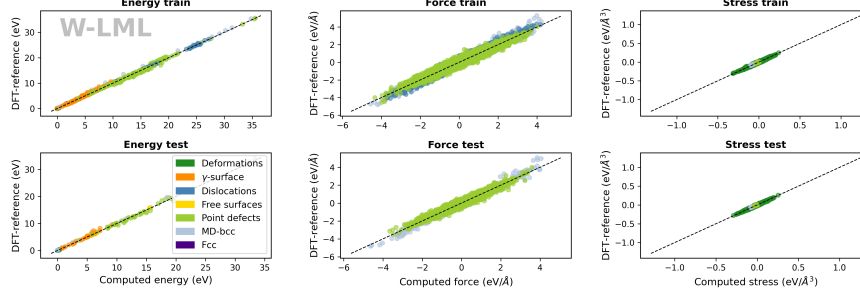 Energy train
Force train
Stress train
W-LML
DFT-reference (eV)
30
20
10
0
0
5
10
15
20
25
30
35
DFT-reference (eV/Å)
4
2
0
−2
−4
−6
−6
−4
−2
0
2
4
DFT-reference (eV/Å³)
1.0
0.5
0.0
−0.5
−1.0
−1.0
−0.5
0.0
0.5
1.0
Energy test
Force test
Stress test
DFT-reference (eV)
30
20
10
0
Deformations
γ-surface
Dislocations
Free surfaces
Point defects
MD-bcc
Fcc
0
5
10
15
20
25
30
35
Computed energy (eV)
DFT-reference (eV/Å)
4
2
0
−2
−4
−6
−6
−4
−2
0
2
4
Computed force (eV/Å)
DFT-reference (eV/Å³)
1.0
0.5
0.0
−0.5
−1.0
−1.0
−0.5
0.0
0.5
1.0
Computed stress (eV/Å³)